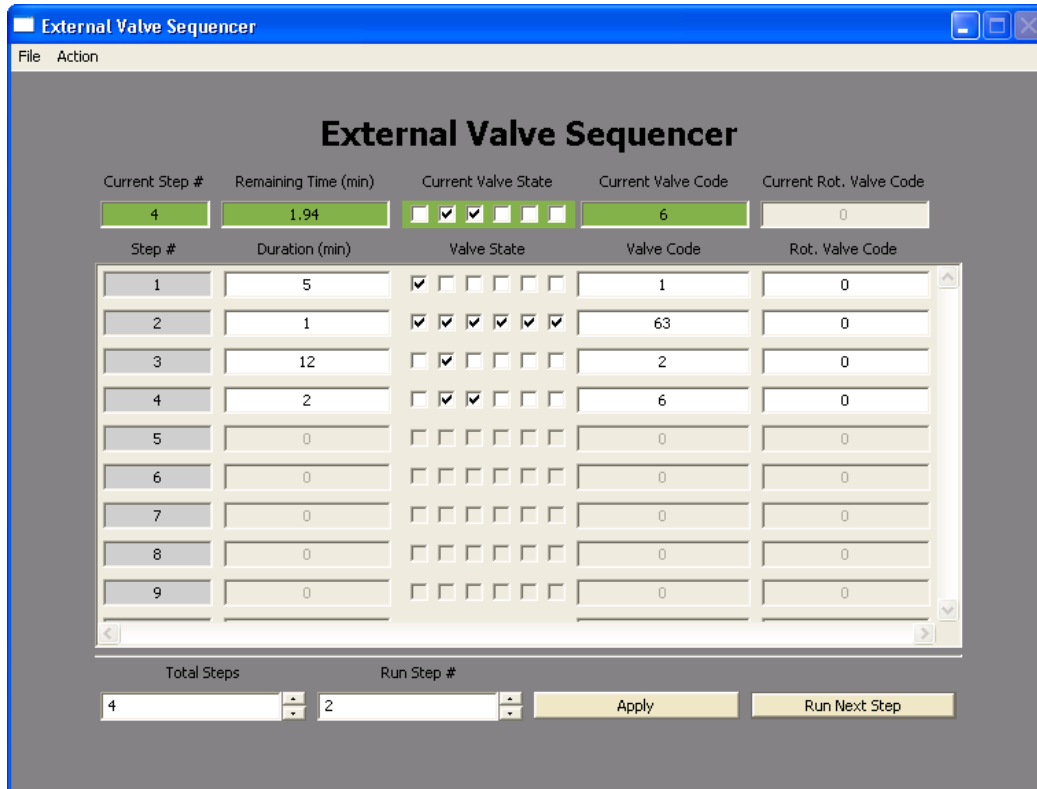 External Valve Sequencer
File Action
External Valve Sequencer
Current Step # Remaining Time (min) Current Valve State Current Valve Code Current Rot. Valve Code
4 1.94 6 0
Step # Duration (min) Valve State Valve Code Rot. Valve Code
1 5 1 0
2 1 63 0
3 12 2 0
4 2 6 0
5 0 0 0
6 0 0 0
7 0 0 0
8 0 0 0
9 0 0 0
Total Steps Run Step #
4 2 Apply Run Next Step